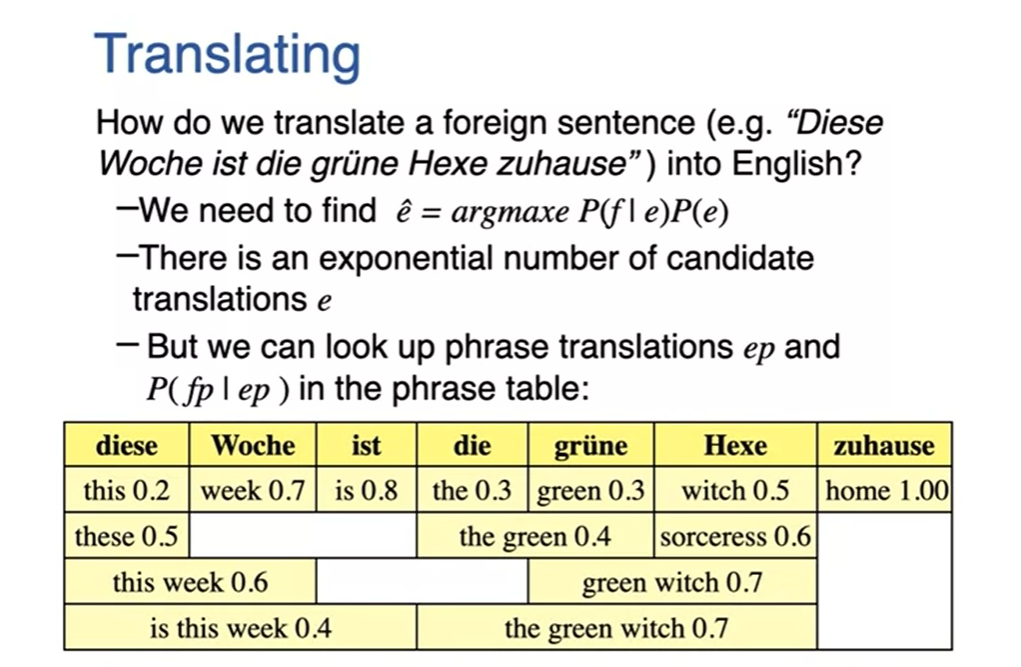 Translating
How do we translate a foreign sentence (e.g. “Diese
Woche ist die grüne Hexe zuhause”) into English?
–We need to find ê = argmaxe P(f | e)P(e)
–There is an exponential number of candidate
translations e
– But we can look up phrase translations ep and
P( fp | ep ) in the phrase table:
diese Woche ist die grüne Hexe zuhause
this 0.2 week 0.7 is 0.8 the 0.3 green 0.3 witch 0.5 home 1.00
these 0.5 the green 0.4 sorceress 0.6
this week 0.6 green witch 0.7
is this week 0.4 the green witch 0.7